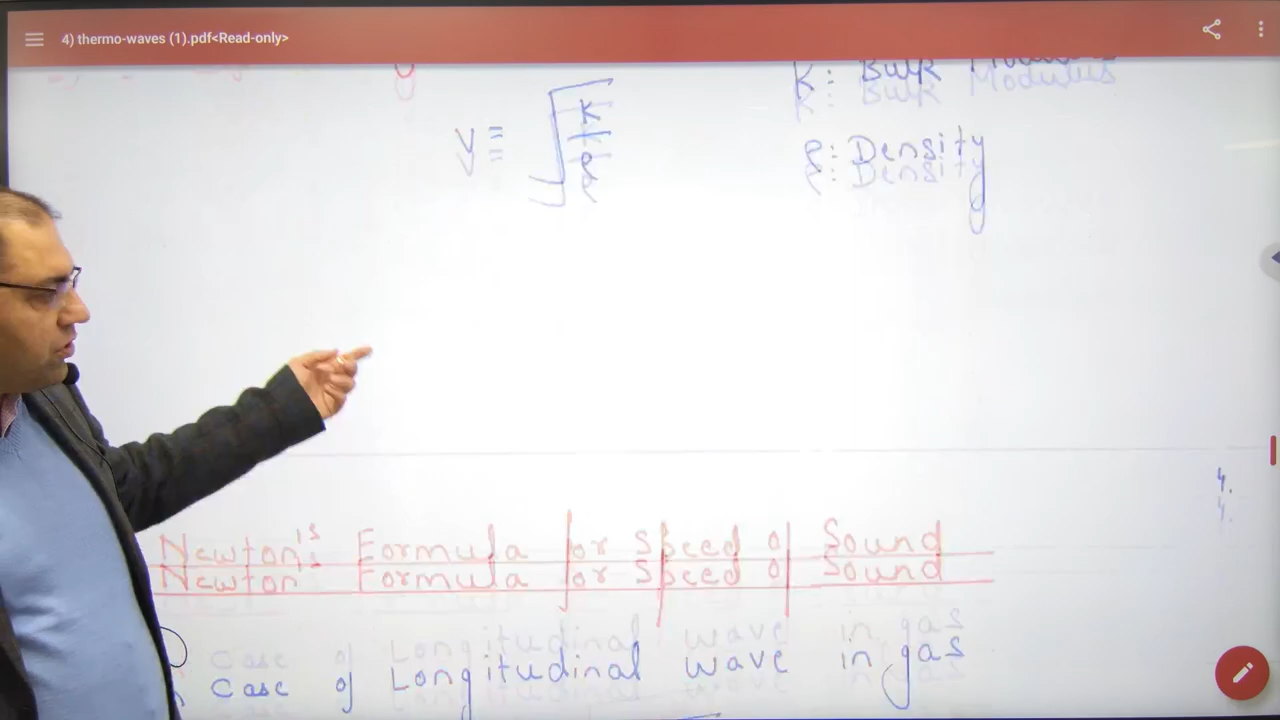 4) thermo-waves (1).pdf<Read-only>
K: Bulk Modulus
V = √K/ρ
ρ: Density
4.
Newton's Formula for Speed of Sound
Case of Longitudinal wave in gas